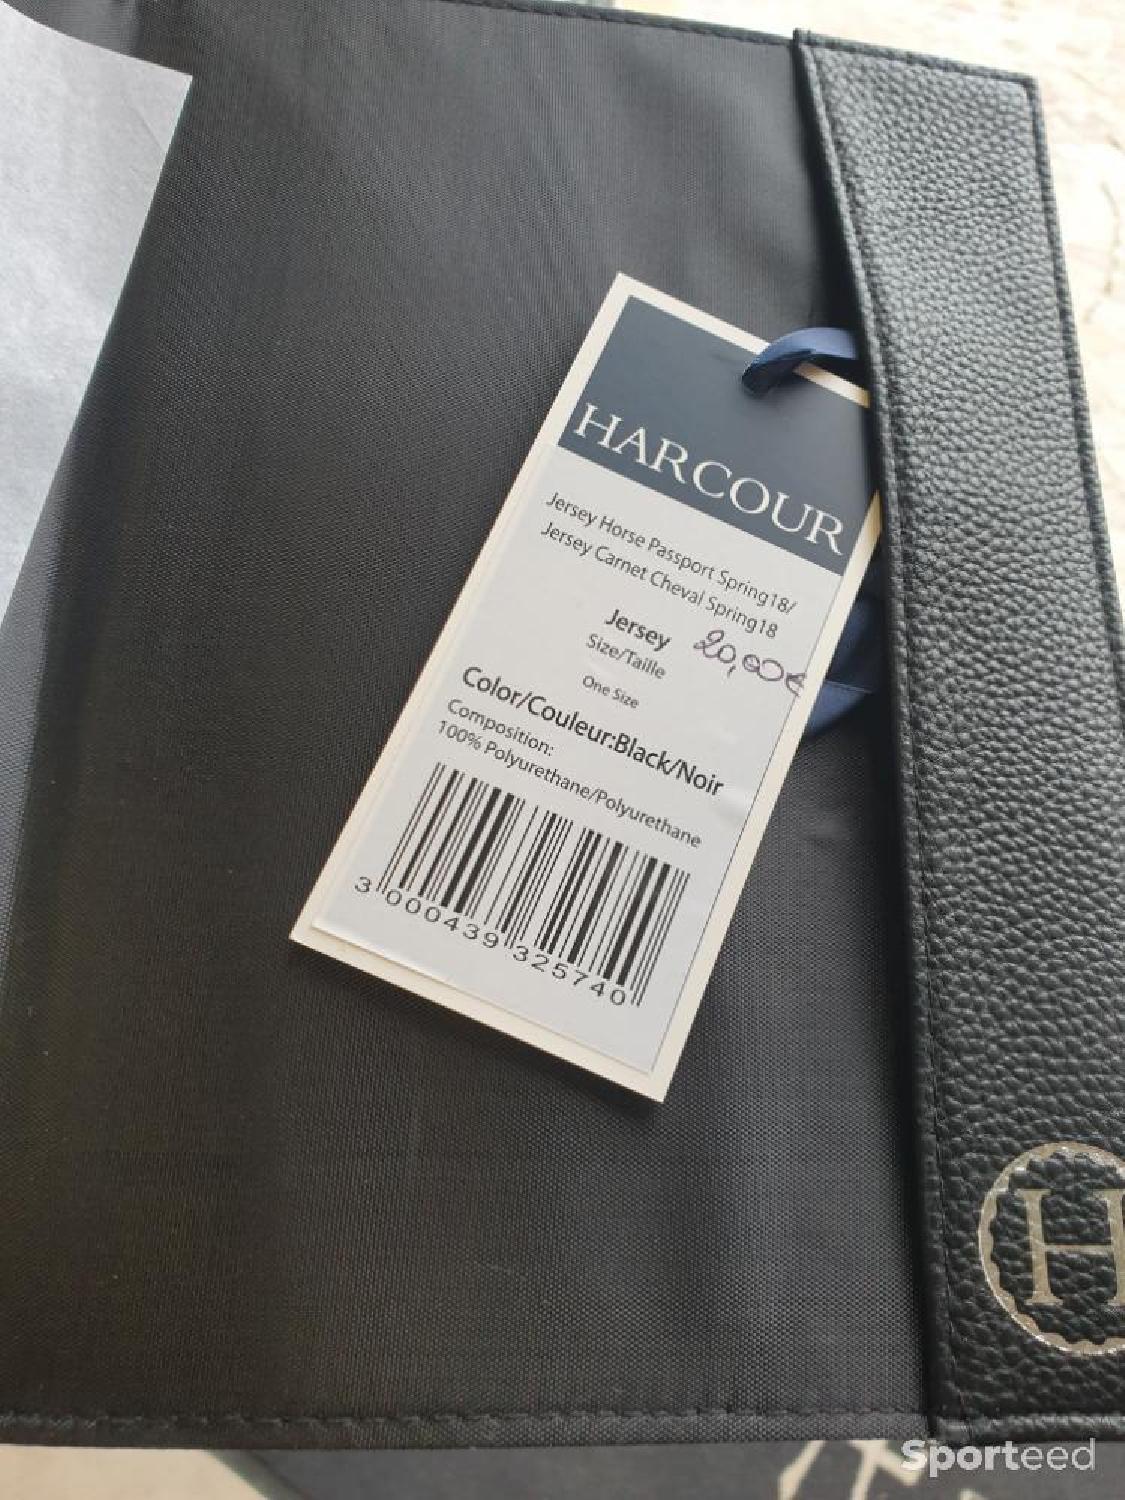 HARCOUR
Jersey Horse Passport Spring18/
Jersey Carnet Cheval Spring18
Jersey 20,00€
Size/Taille
One Size
Color/Couleur:Black/Noir
Composition:
100% Polyurethane/Polyurethane
3 000439 325740
H
Sporteed